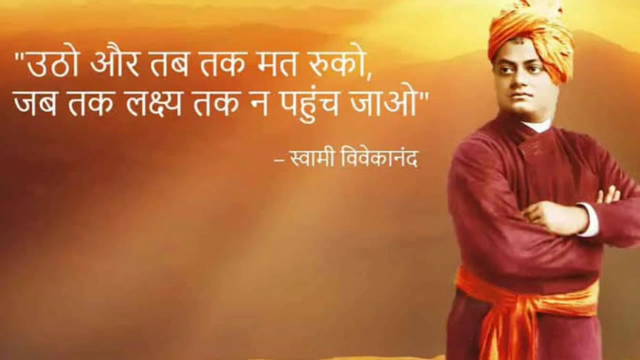 "उठो और तब तक मत रुको,
जब तक लक्ष्य तक न पहुंच जाओ"
– स्वामी विवेकानंद